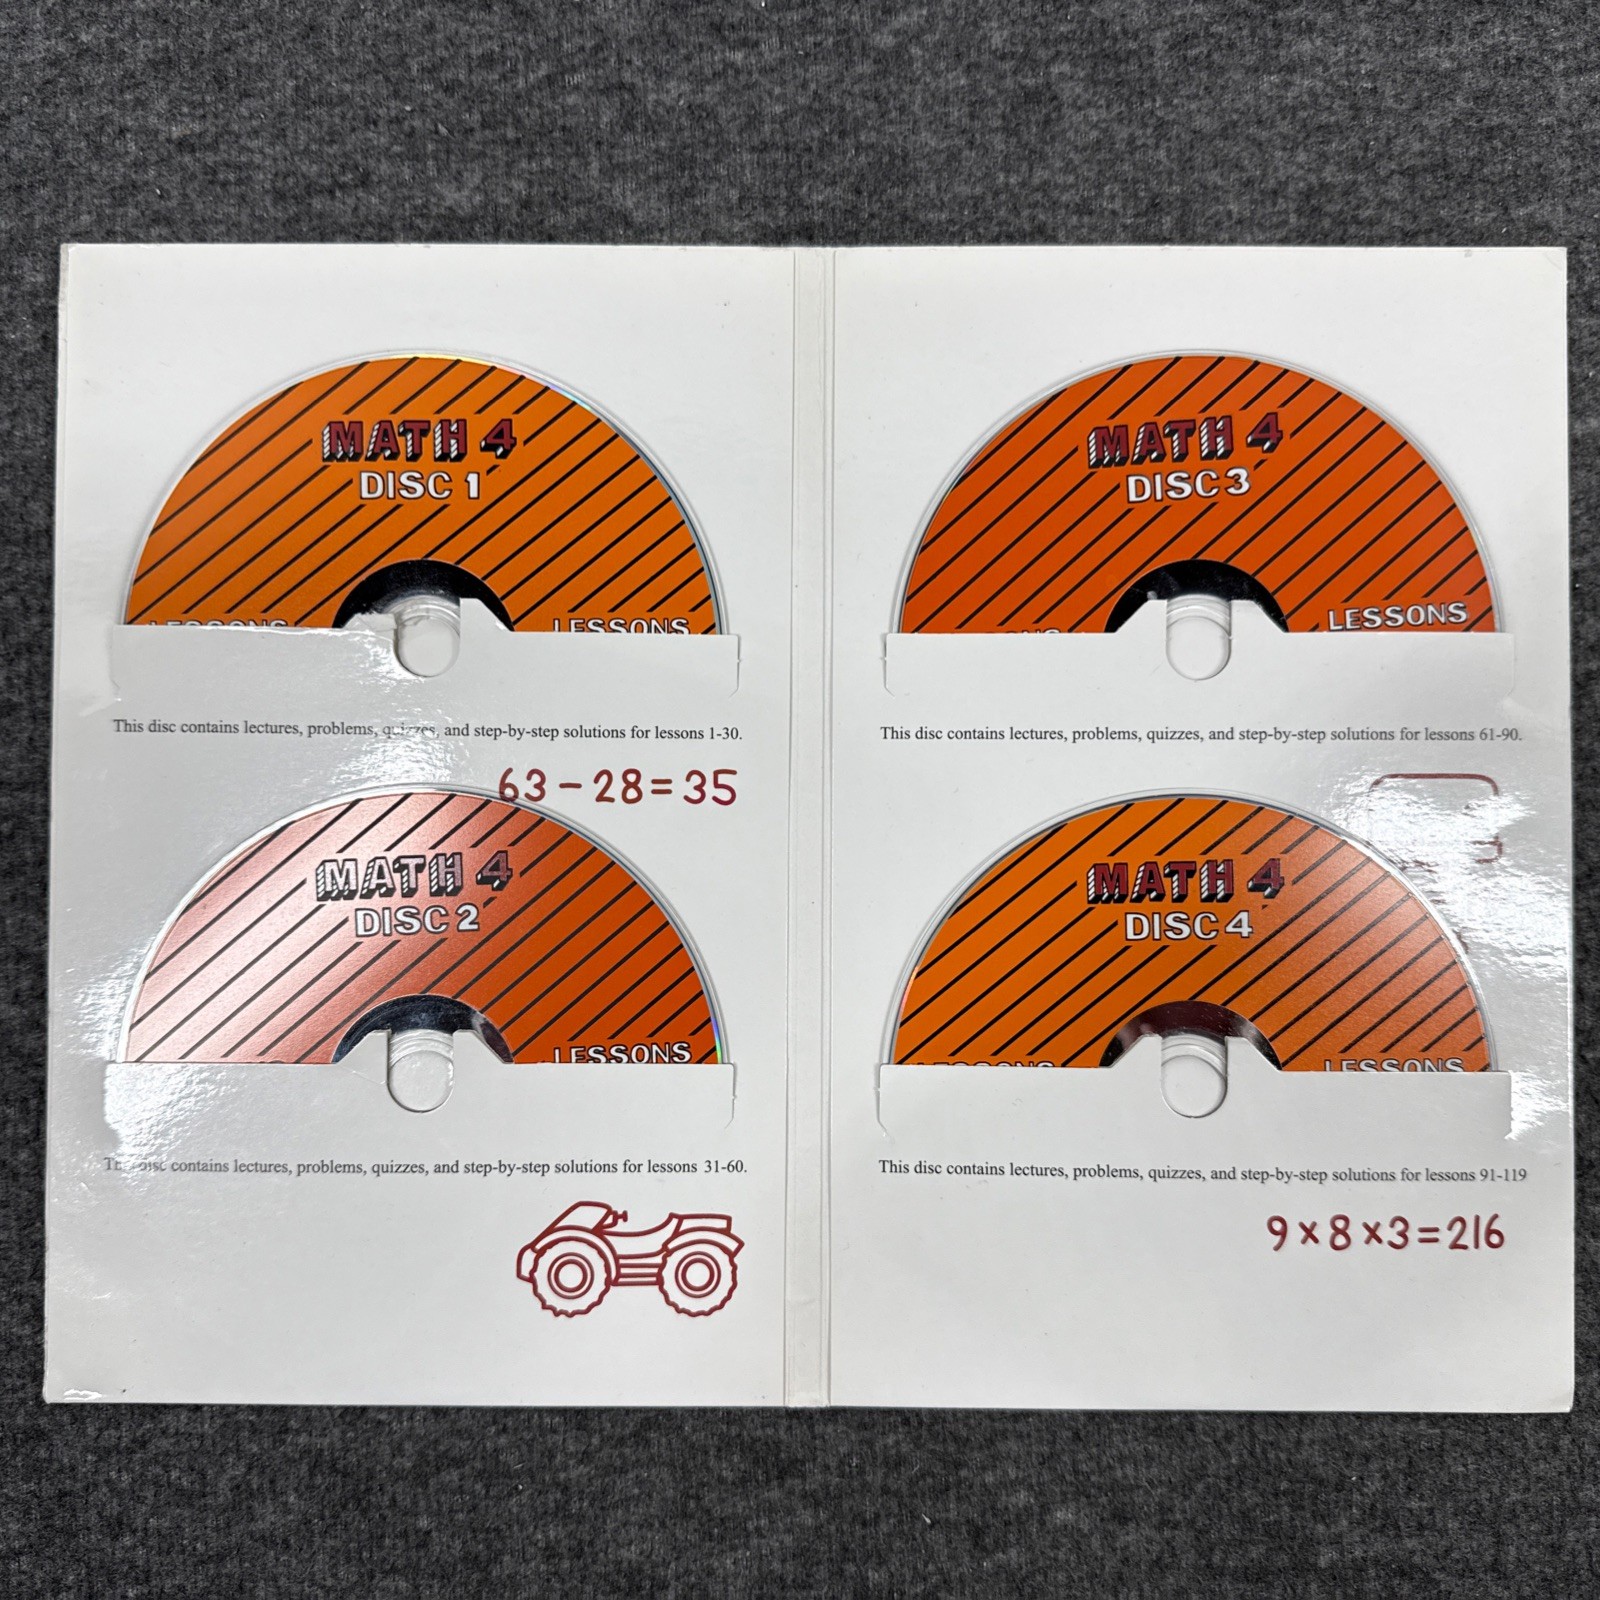 MATH 4
DISC 1
LESSONS LESSONS
This disc contains lectures, problems, quizzes, and step-by-step solutions for lessons 1-30.
63 - 28 = 35
MATH 4
DISC 2
LESSONS
This disc contains lectures, problems, quizzes, and step-by-step solutions for lessons 31-60.
MATH 4
DISC 3
LESSONS
This disc contains lectures, problems, quizzes, and step-by-step solutions for lessons 61-90.
MATH 4
DISC 4
LESSONS LESSONS
This disc contains lectures, problems, quizzes, and step-by-step solutions for lessons 91-119
9 × 8 × 3 = 216